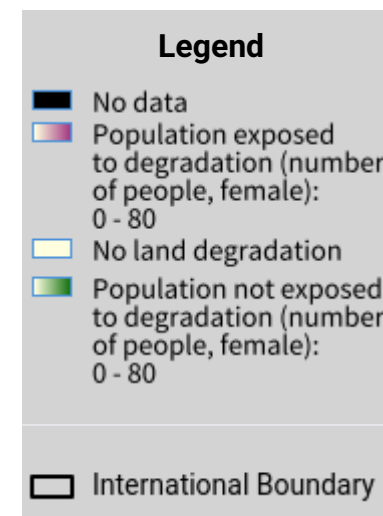 Legend
No data
Population exposed
to degradation (number
of people, female):
0 - 80
No land degradation
Population not exposed
to degradation (number
of people, female):
0 - 80
International Boundary